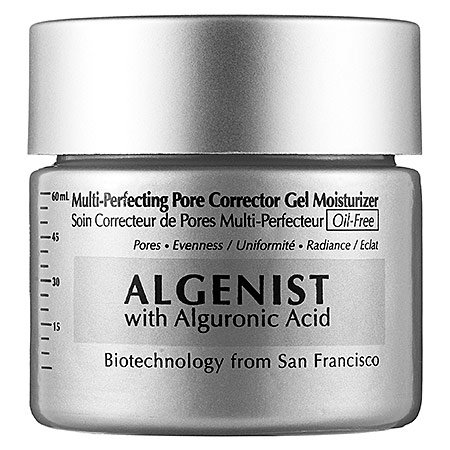 60 mL
Multi-Perfecting Pore Corrector Gel Moisturizer
Soin Correcteur de Pores Multi-Perfecteur Oil-Free
45
Pores • Evenness / Uniformité • Radiance / Eclat
30
ALGENIST
with Alguronic Acid
15
Biotechnology from San Francisco